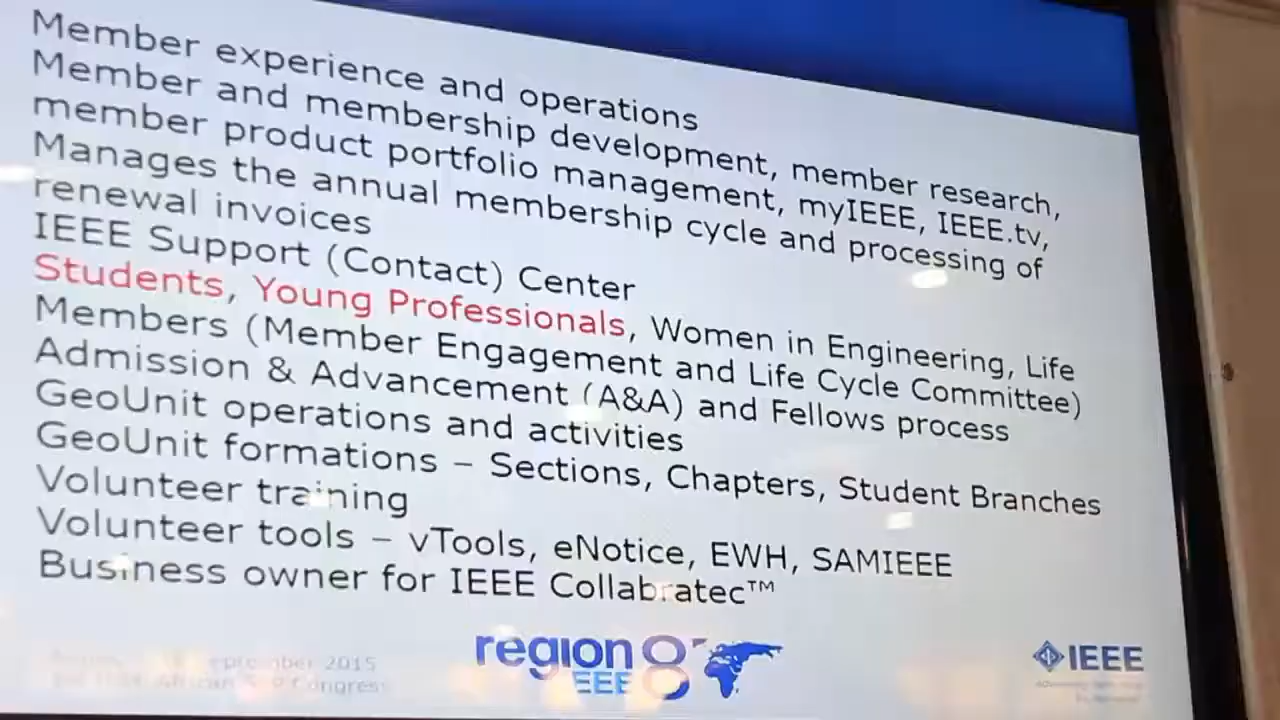 Member experience and operations
Member and membership development, member research,
member product portfolio management, myIEEE, IEEE.tv,
Manages the annual membership cycle and processing of
renewal invoices
IEEE Support (Contact) Center
Students, Young Professionals, Women in Engineering, Life
Members (Member Engagement and Life Cycle Committee)
Admission & Advancement (A&A) and Fellows process
GeoUnit operations and activities
GeoUnit formations – Sections, Chapters, Student Branches
Volunteer training
Volunteer tools – vTools, eNotice, EWH, SAMIEEE
Business owner for IEEE Collabratec™
region 8
IEEE
IEEE
September 2015
African Congress